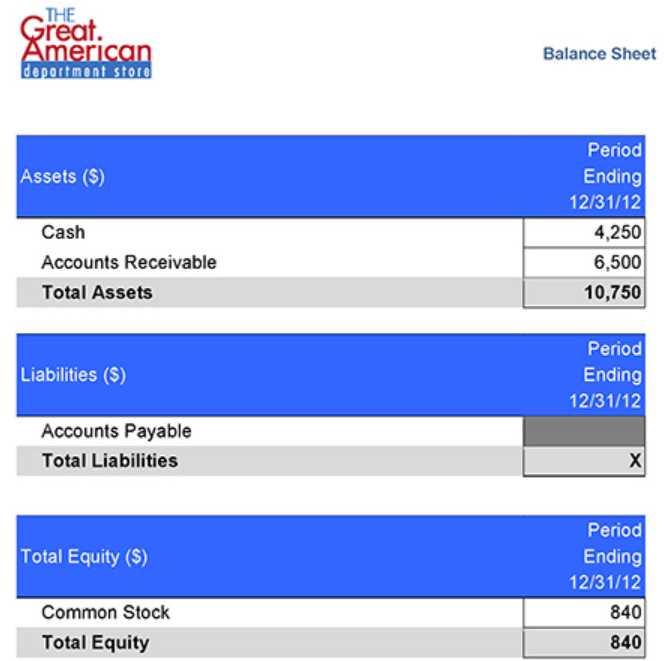 THE
Great.
American
department store
Balance Sheet
Period
Assets ($) Ending
12/31/12
Cash 4,250
Accounts Receivable 6,500
Total Assets 10,750
Period
Liabilities ($) Ending
12/31/12
Accounts Payable
Total Liabilities X
Period
Total Equity ($) Ending
12/31/12
Common Stock 840
Total Equity 840